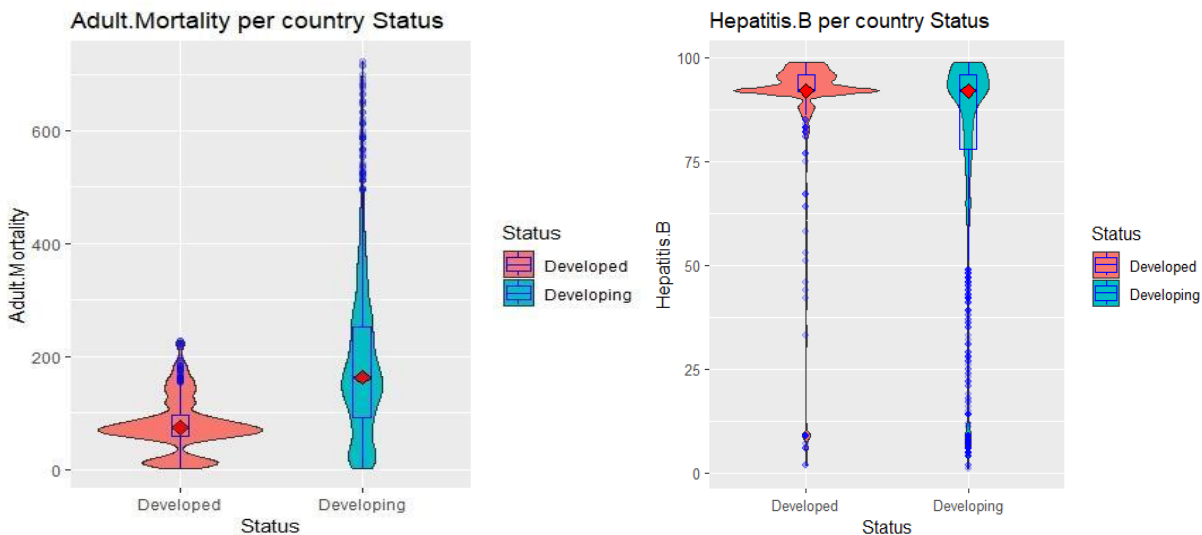 Adult.Mortality per country Status
Adult.Mortality
600
400
200
0
Developed
Developing
Status
Status
Developed
Developing
Hepatitis.B per country Status
Hepatitis.B
100
75
50
25
0
Developed
Developing
Status
Status
Developed
Developing